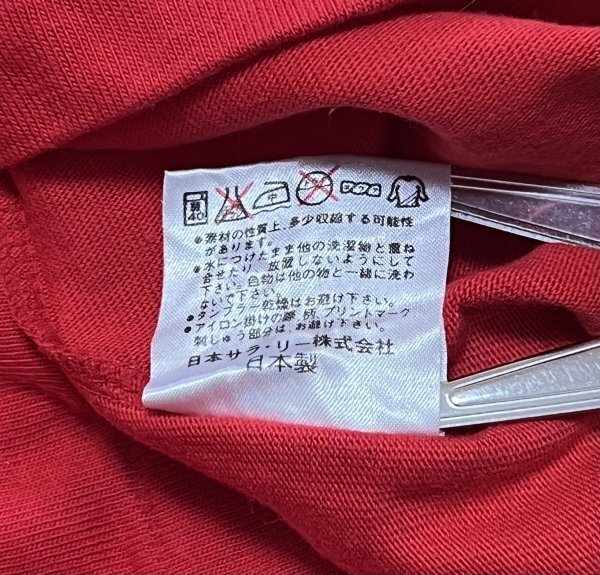 弱
40
中
●素材の性質上、多少収縮する可能性
があります。
●水につけたまま他の洗濯物と重ね
合せたり、放置しないようにして
下さい。色物は他の物と一緒に洗わ
ないで下さい。
●タンブラー乾燥はお避け下さい。
●アイロン掛けの際、柄、プリントマーク
刺しゅう部分は、お避け下さい。
日本サラ・リー株式会社
日本製